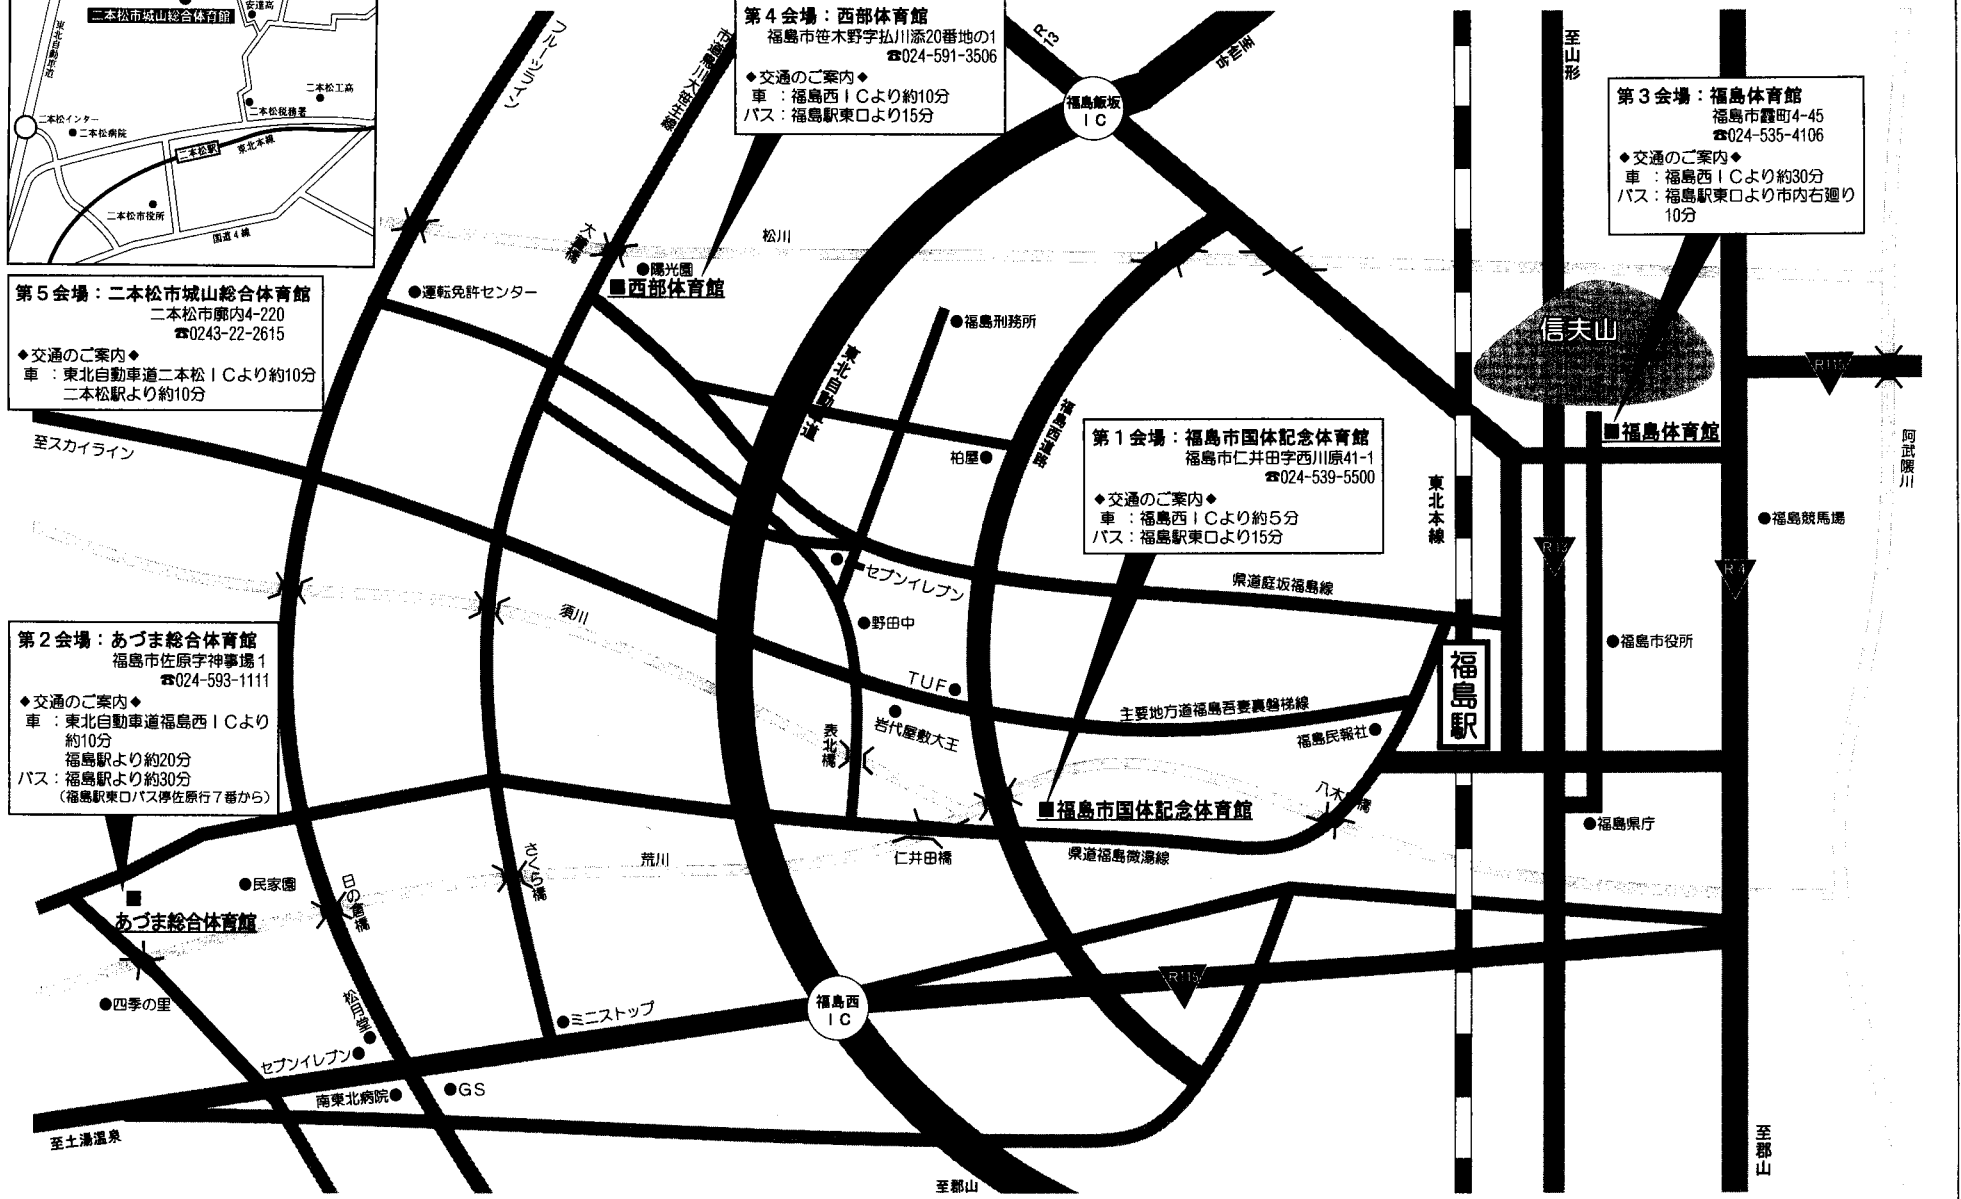 二本松市城山総合体育館
安達高
東北自動車道
二本松工高
二本松税務署
二本松インター
●二本松病院
二本松駅
東北本線
二本松市役所
国道4線
第5会場：二本松市城山総合体育館
二本松市郭内4-220
☎0243-22-2615
◆交通のご案内◆
車 ：東北自動車道二本松ＩＣより約10分
二本松駅より約10分
第4会場：西部体育館
福島市笹木野字払川添20番地の1
☎024-591-3506
◆交通のご案内◆
車 ：福島西ＩＣより約10分
バス：福島駅東口より15分
第3会場：福島体育館
福島市霞町4-45
☎024-535-4106
◆交通のご案内◆
車 ：福島西ＩＣより約30分
バス：福島駅東口より市内右廻り
10分
第1会場：福島市国体記念体育館
福島市仁井田字西川原41-1
☎024-539-5500
◆交通のご案内◆
車 ：福島西ＩＣより約5分
バス：福島駅東口より15分
第2会場：あづま総合体育館
福島市佐原字神事場1
☎024-593-1111
◆交通のご案内◆
車 ：東北自動車道福島西ＩＣより
約10分
福島駅より約20分
バス：福島駅より約30分
（福島駅東口バス停佐原行7番から）
フルーツライン
R13
至仙台
福島飯坂
ＩＣ
至山形
松川
●陽光園
■西部体育館
●運転免許センター
●福島刑務所
信夫山
R115
■福島体育館
阿武隈川
至スカイライン
東北自動車道
福島西道路
柏屋●
東北本線
●福島競馬場
R13
R4
セブンイレブン
県道庭坂福島線
須川
●野田中
●福島市役所
福島駅
TUF●
岩代屋敷大王
主要地方道福島吾妻裏磐梯線
福島民報社●
表北橋
■福島市国体記念体育館
●福島県庁
仁井田橋
県道福島微湯線
荒川
さくら橋
日の倉橋
●民家園
■
あづま総合体育館
●四季の里
松月堂
セブンイレブン●
●ミニストップ
福島西
ＩＣ
R115
南東北病院●
●GS
至土湯温泉
至郡山
至郡山